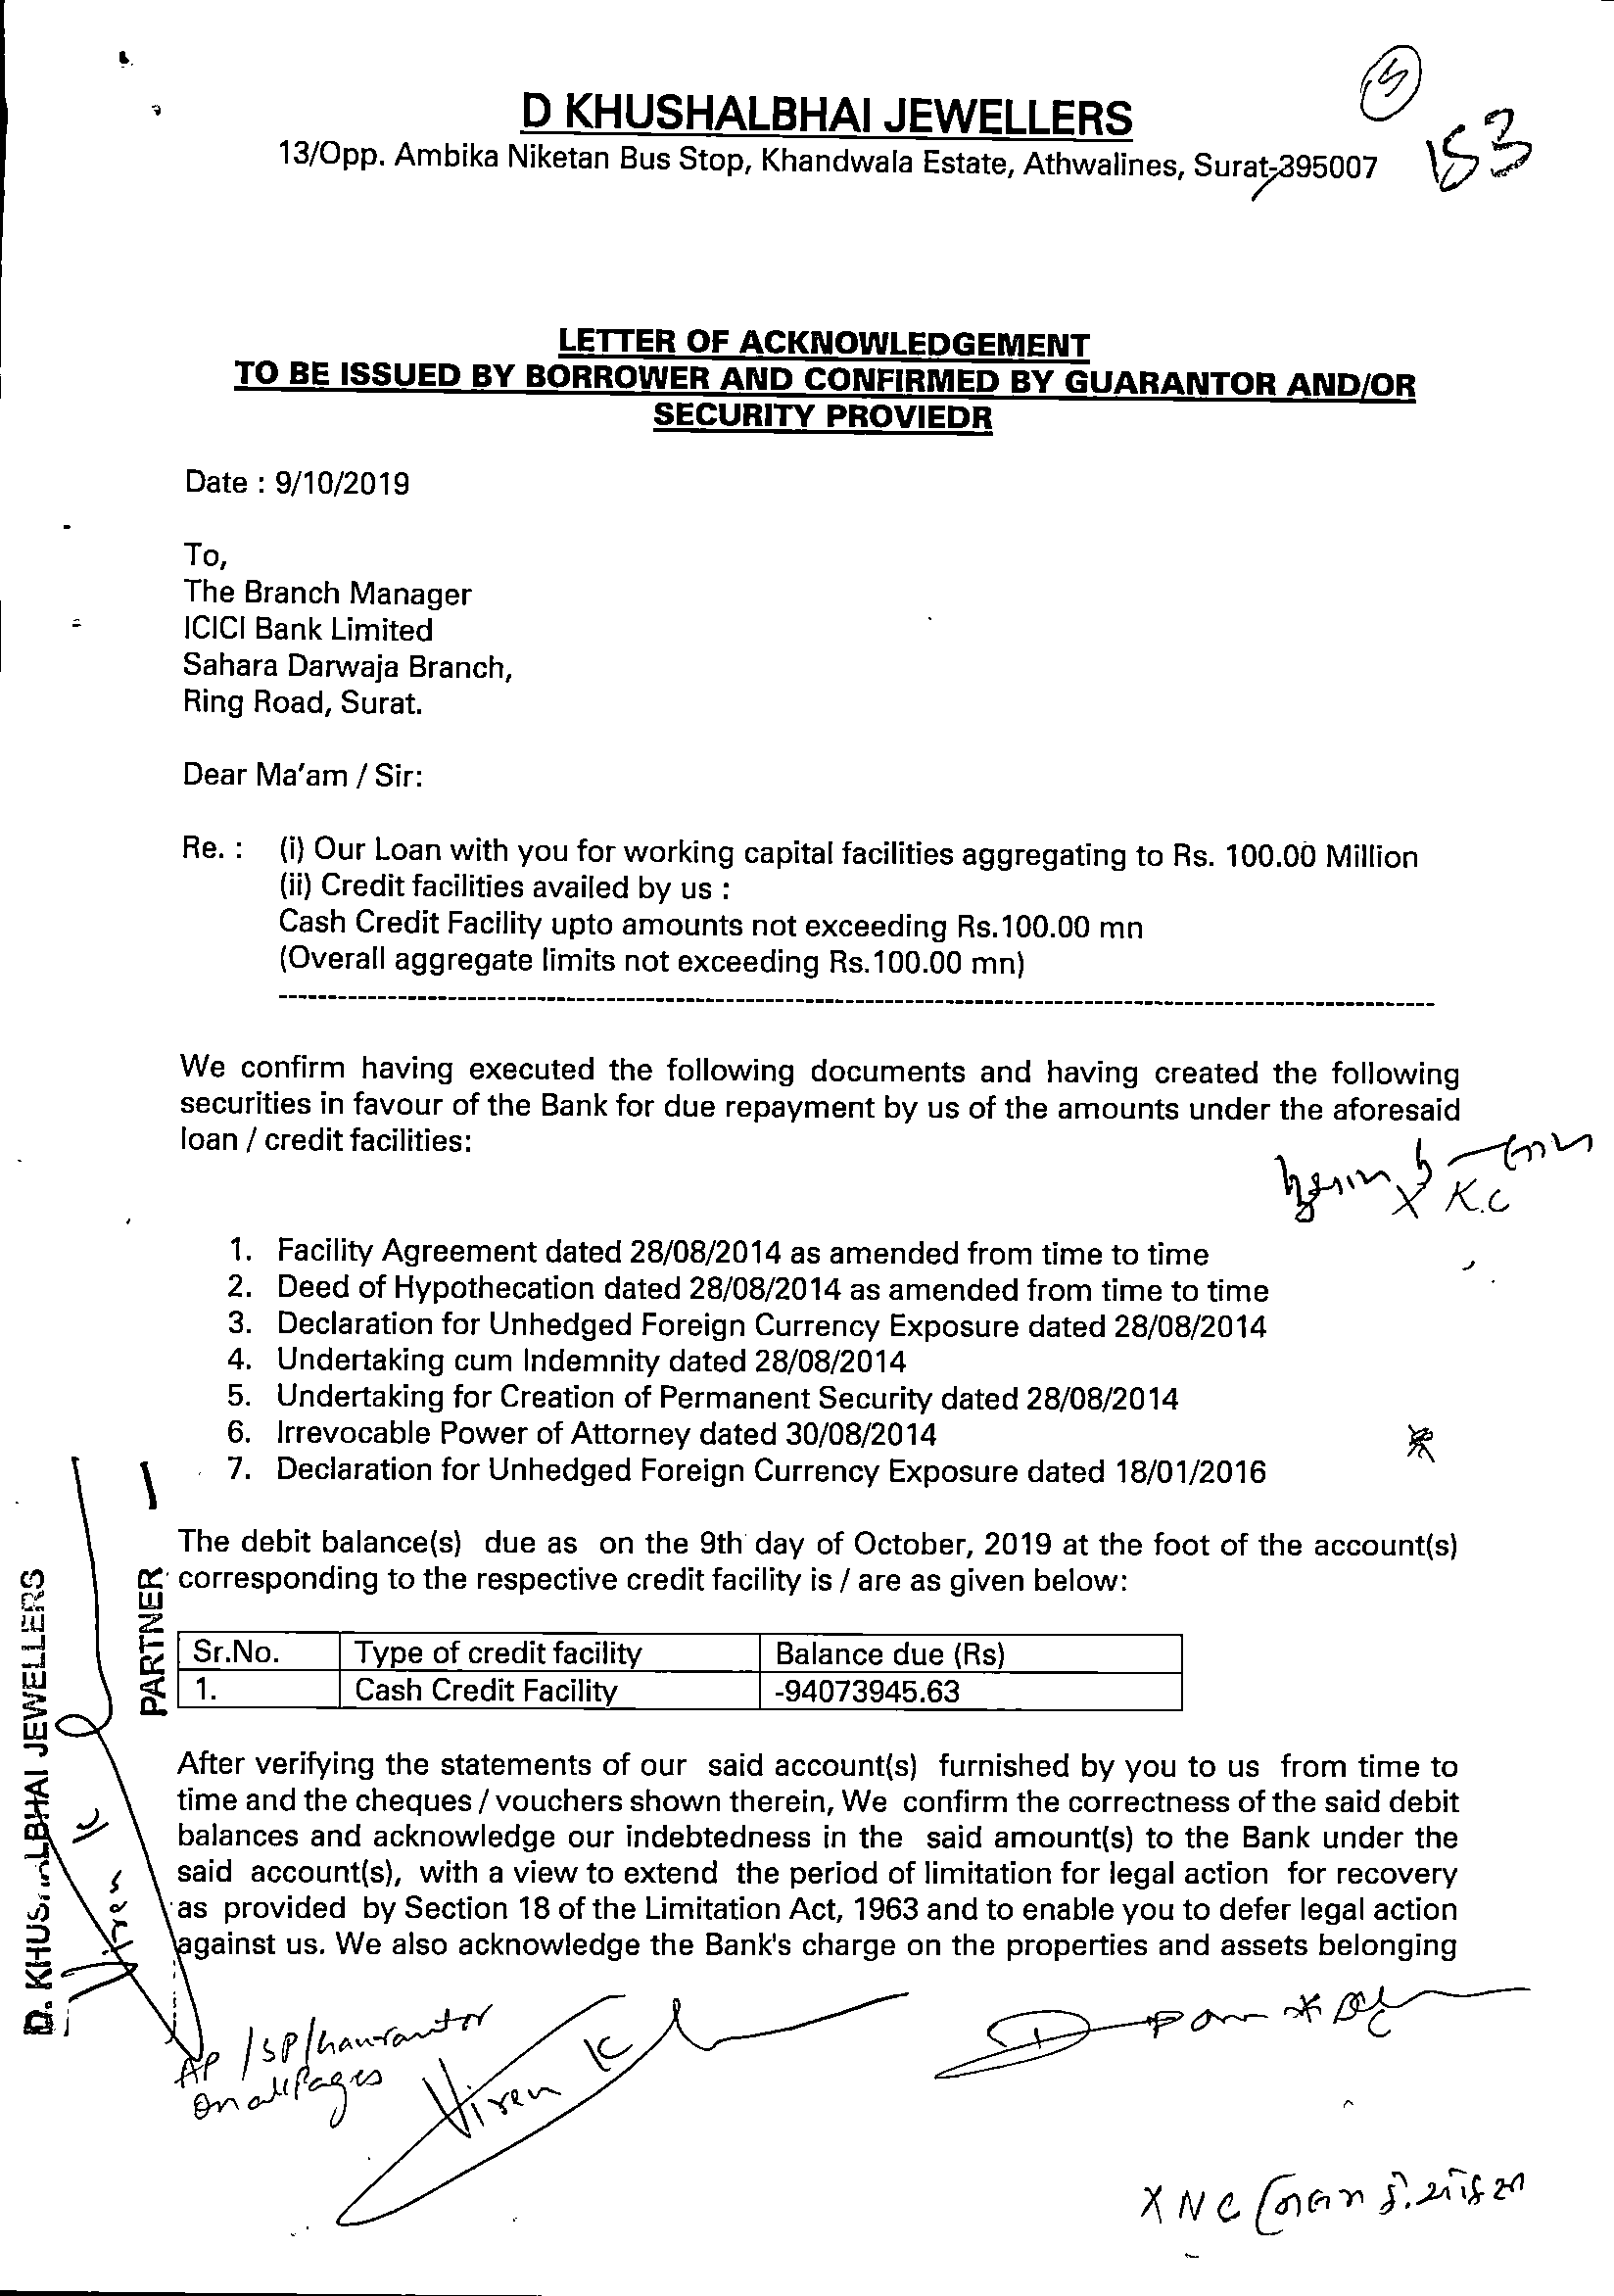 5
153
D KHUSHALBHAI JEWELLERS
13/Opp. Ambika Niketan Bus Stop, Khandwala Estate, Athwalines, Surat-395007
LETTER OF ACKNOWLEDGEMENT
TO BE ISSUED BY BORROWER AND CONFIRMED BY GUARANTOR AND/OR
SECURITY PROVIEDR
Date : 9/10/2019
To,
The Branch Manager
ICICI Bank Limited
Sahara Darwaja Branch,
Ring Road, Surat.
Dear Ma'am / Sir:
Re. : (i) Our Loan with you for working capital facilities aggregating to Rs. 100.00 Million
(ii) Credit facilities availed by us :
Cash Credit Facility upto amounts not exceeding Rs.100.00 mn
(Overall aggregate limits not exceeding Rs.100.00 mn)
We confirm having executed the following documents and having created the following
securities in favour of the Bank for due repayment by us of the amounts under the aforesaid
loan / credit facilities:
X K.C
1. Facility Agreement dated 28/08/2014 as amended from time to time
2. Deed of Hypothecation dated 28/08/2014 as amended from time to time
3. Declaration for Unhedged Foreign Currency Exposure dated 28/08/2014
4. Undertaking cum Indemnity dated 28/08/2014
5. Undertaking for Creation of Permanent Security dated 28/08/2014
6. Irrevocable Power of Attorney dated 30/08/2014
7. Declaration for Unhedged Foreign Currency Exposure dated 18/01/2016
The debit balance(s) due as on the 9th day of October, 2019 at the foot of the account(s)
corresponding to the respective credit facility is / are as given below:
Sr.No. Type of credit facility Balance due (Rs)
1. Cash Credit Facility -94073945.63
After verifying the statements of our said account(s) furnished by you to us from time to
time and the cheques / vouchers shown therein, We confirm the correctness of the said debit
balances and acknowledge our indebtedness in the said amount(s) to the Bank under the
said account(s), with a view to extend the period of limitation for legal action for recovery
as provided by Section 18 of the Limitation Act, 1963 and to enable you to defer legal action
against us. We also acknowledge the Bank's charge on the properties and assets belonging
D. KHUSHALBHAI JEWELLERS
PARTNER
AP / SP / Guarantor
On all Pages
Viren K
X N C